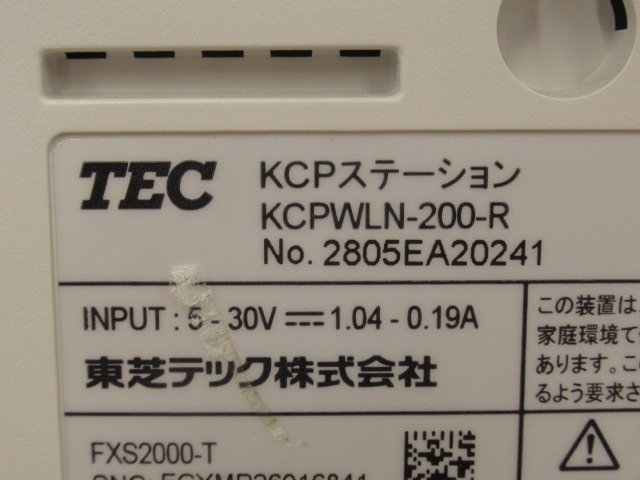 TEC
KCPステーション
KCPWLN-200-R
No. 2805EA20241
INPUT : 5 - 30V ⎓ 1.04 - 0.19A
東芝テック株式会社
この装置は、
家庭環境で
あります。こ
るよう要求さ
FXS2000-T